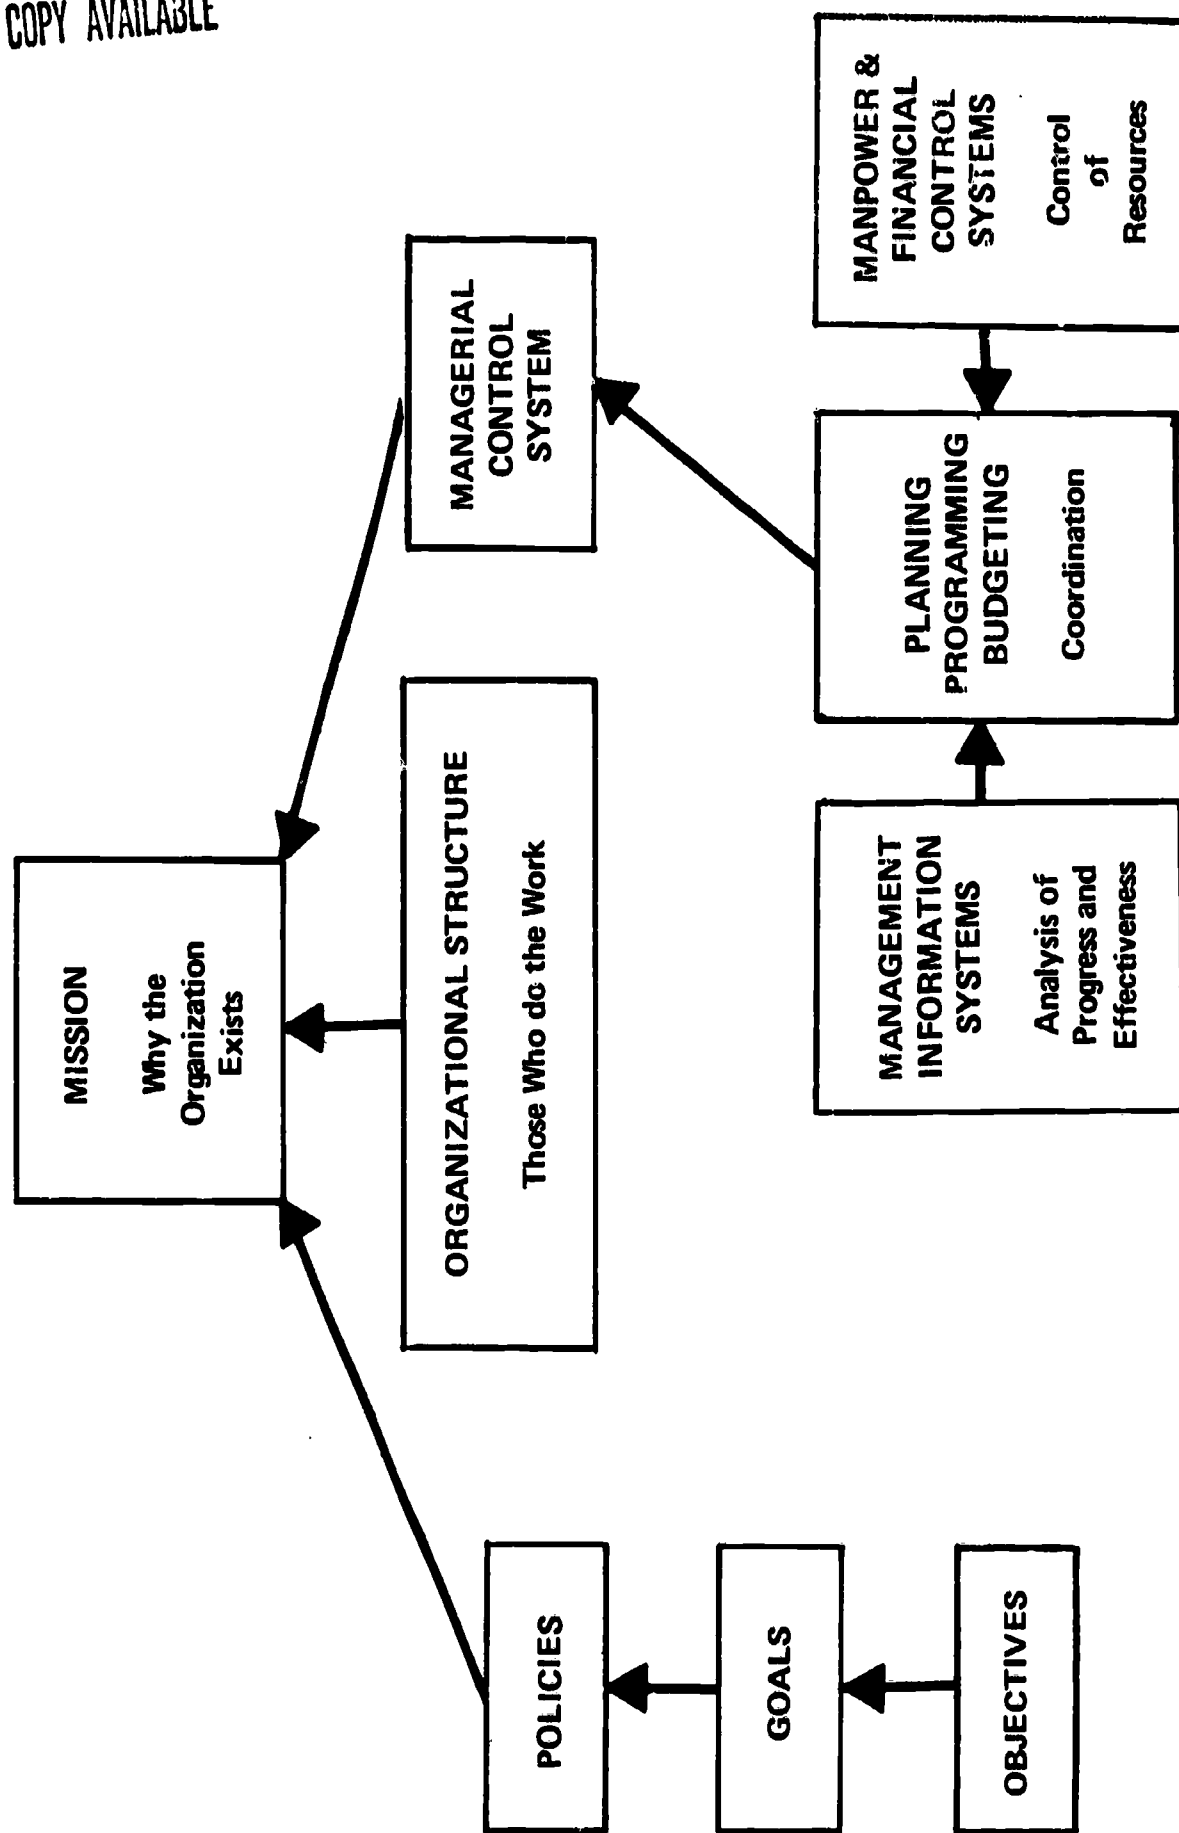 COPY AVAILABLE
MISSION
Why the
Organization
Exists
ORGANIZATIONAL STRUCTURE
Those Who do the Work
MANAGERIAL
CONTROL
SYSTEM
POLICIES
GOALS
OBJECTIVES
MANAGEMENT
INFORMATION
SYSTEMS
Analysis of
Progress and
Effectiveness
PLANNING
PROGRAMMING
BUDGETING
Coordination
MANPOWER &
FINANCIAL
CONTROL
SYSTEMS
Control
of
Resources